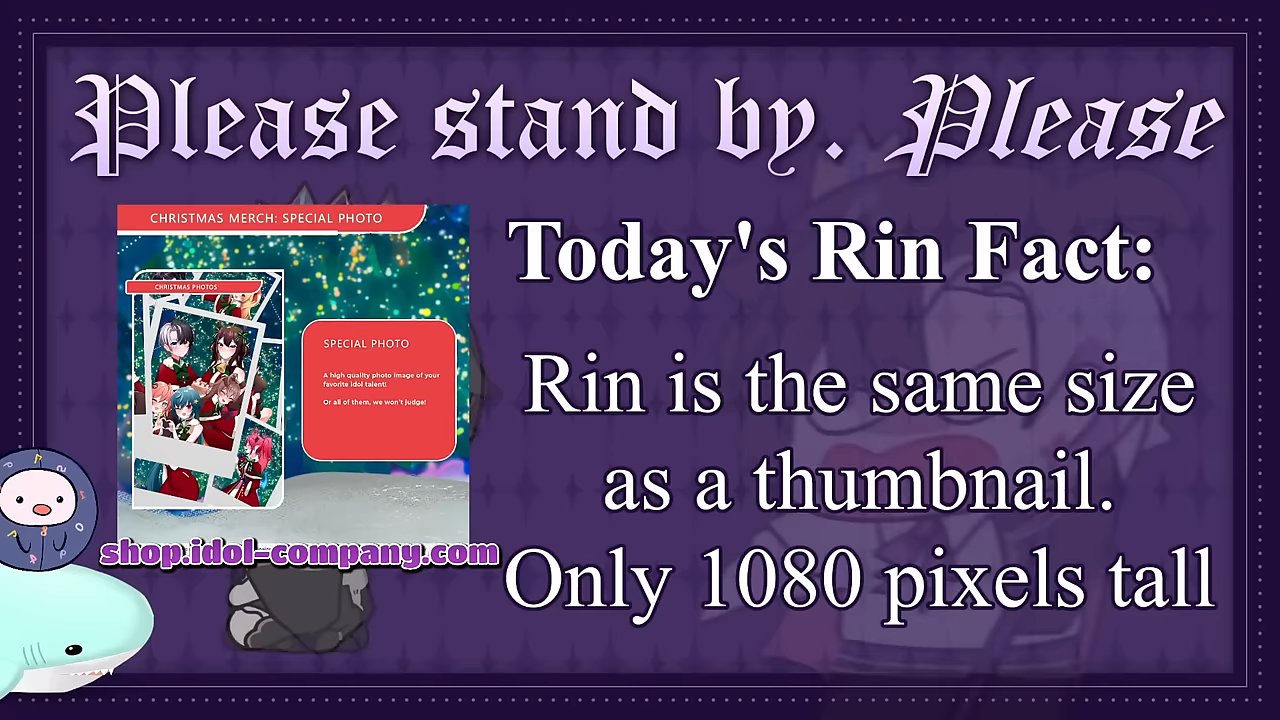 Please stand by. Please
CHRISTMAS MERCH: SPECIAL PHOTO
CHRISTMAS PHOTOS
SPECIAL PHOTO
A high quality photo image of your
favorite idol talent!
Or all of them, we won't judge!
shop.idol-company.com
Today's Rin Fact:
Rin is the same size
as a thumbnail.
Only 1080 pixels tall